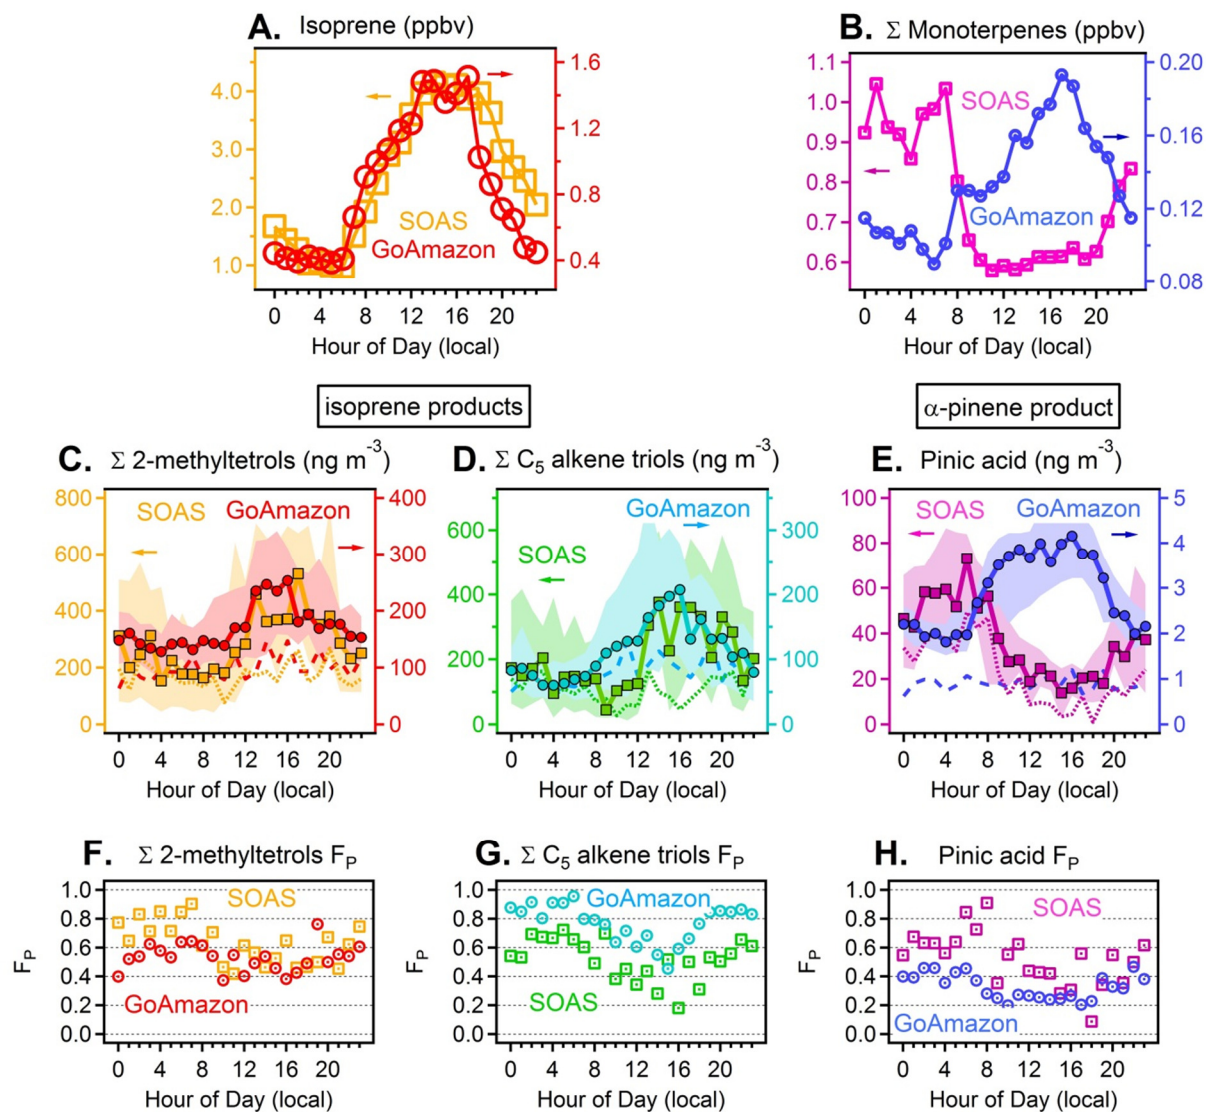 A. Isoprene (ppbv)
B. Σ Monoterpenes (ppbv)
4.0
3.0
2.0
1.0
1.6
1.2
0.8
0.4
SOAS
GoAmazon
0 4 8 12 16 20
Hour of Day (local)
1.1
1.0
0.9
0.8
0.7
0.6
0.20
0.16
0.12
0.08
SOAS
GoAmazon
0 4 8 12 16 20
Hour of Day (local)
isoprene products
α-pinene product
C. Σ 2-methyltetrols (ng m-3)
800
600
400
200
0
400
300
200
100
0
SOAS
GoAmazon
0 4 8 12 16 20
Hour of Day (local)
D. Σ C5 alkene triols (ng m-3)
600
400
200
0
300
200
100
0
GoAmazon
SOAS
0 4 8 12 16 20
Hour of Day (local)
E. Pinic acid (ng m-3)
100
80
60
40
20
0
5
4
3
2
1
0
SOAS
GoAmazon
0 4 8 12 16 20
Hour of Day (local)
F. Σ 2-methyltetrols FP
FP
1.0
0.8
0.6
0.4
0.2
0.0
SOAS
GoAmazon
0 4 8 12 16 20
Hour of Day (local)
G. Σ C5 alkene triols FP
FP
1.0
0.8
0.6
0.4
0.2
0.0
GoAmazon
SOAS
0 4 8 12 16 20
Hour of Day (local)
H. Pinic acid FP
FP
1.0
0.8
0.6
0.4
0.2
0.0
SOAS
GoAmazon
0 4 8 12 16 20
Hour of Day (local)